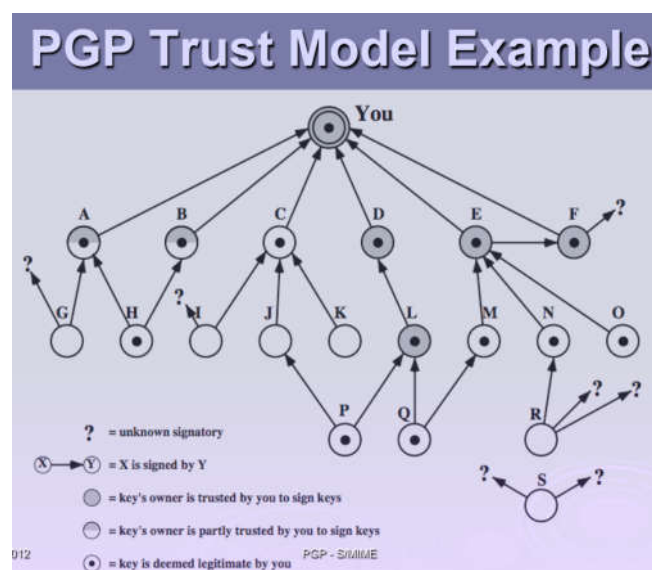 PGP Trust Model Example
You
A B C D E F ?
?
G H ? I J K L M N O
P Q R ? ?
? = unknown signatory
? S ?
X Y = X is signed by Y
= key's owner is trusted by you to sign keys
= key's owner is partly trusted by you to sign keys
012 PGP - S/MIME
= key is deemed legitimate by you